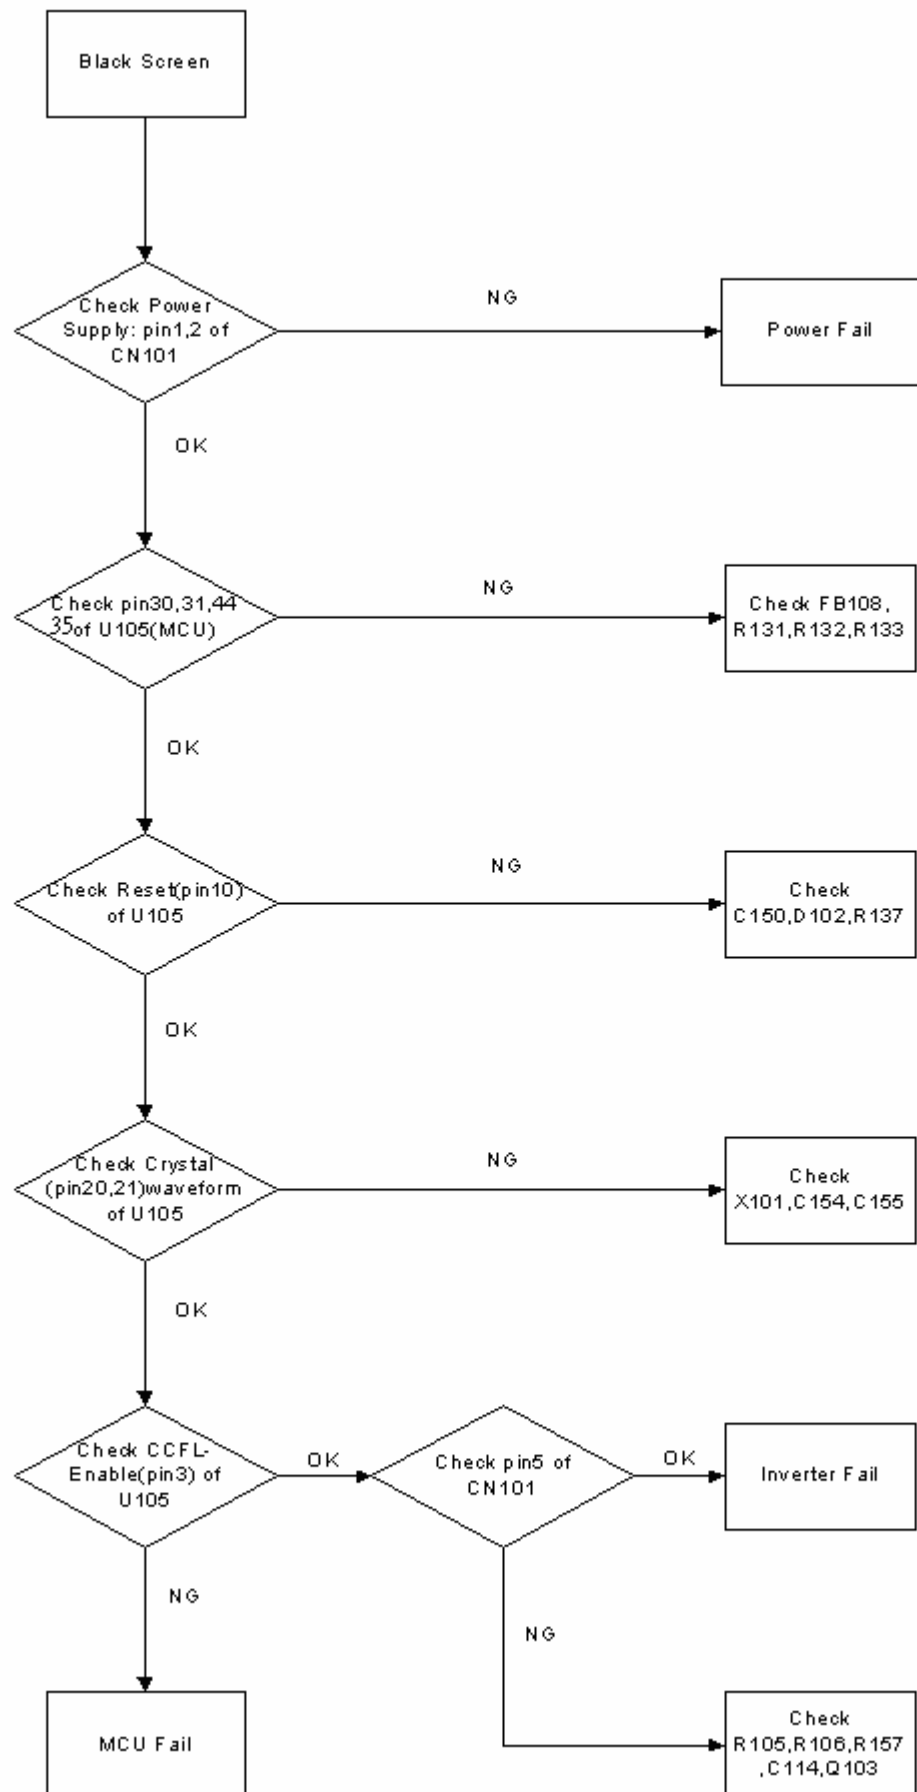 Black Screen
Check Power
Supply: pin1,2 of
CN101
NG
Power Fail
OK
Check pin30,31,44
35of U105(MCU)
NG
Check FB108,
R131,R132,R133
OK
Check Reset(pin10)
of U105
NG
Check
C150,D102,R137
OK
Check Crystal
(pin20,21)waveform
of U105
NG
Check
X101,C154,C155
OK
Check CCFL-
Enable(pin3) of
U105
OK
Check pin5 of
CN101
OK
Inverter Fail
NG
NG
MCU Fail
Check
R105,R106,R157
,C114,Q103